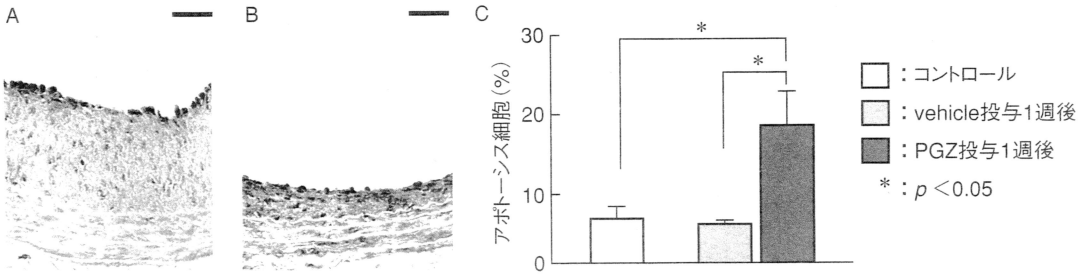 A
B
C
アポトーシス細胞(%)
30
20
10
0
*
*
□:コントロール
□:vehicle投与1週後
■:PGZ投与1週後
*:p<0.05